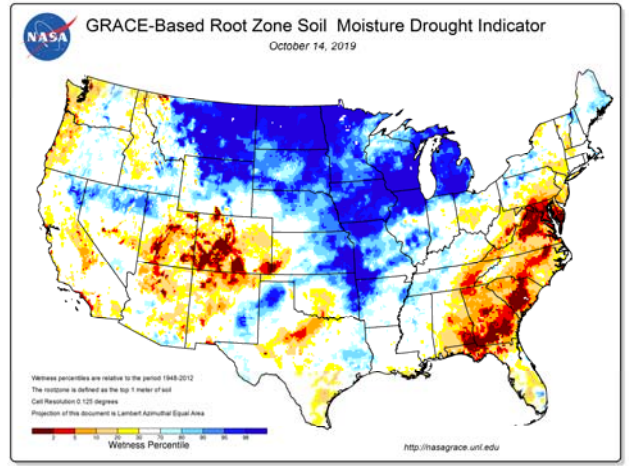 NASA
GRACE-Based Root Zone Soil Moisture Drought Indicator
October 14, 2019
Wetness percentiles are relative to the period 1948-2012
The rootzone is defined as the top 1 meter of soil
Cell Resolution 0.125 degrees
Projection of this document is Lambert Azimuthal Equal Area
2 5 10 20 30 70 80 90 95 98
Wetness Percentile
http://nasagrace.unl.edu